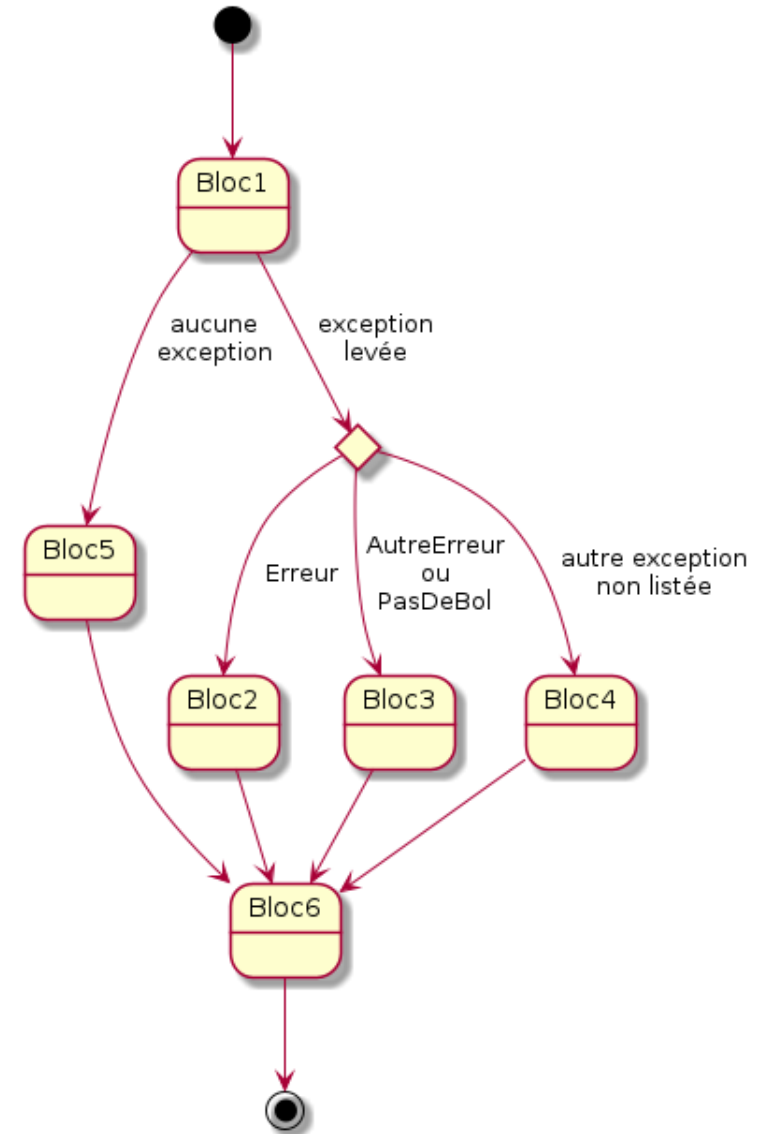 Bloc1
aucune
exception
exception
levée
Bloc5
Erreur
AutreErreur
ou
PasDeBol
autre exception
non listée
Bloc2
Bloc3
Bloc4
Bloc6